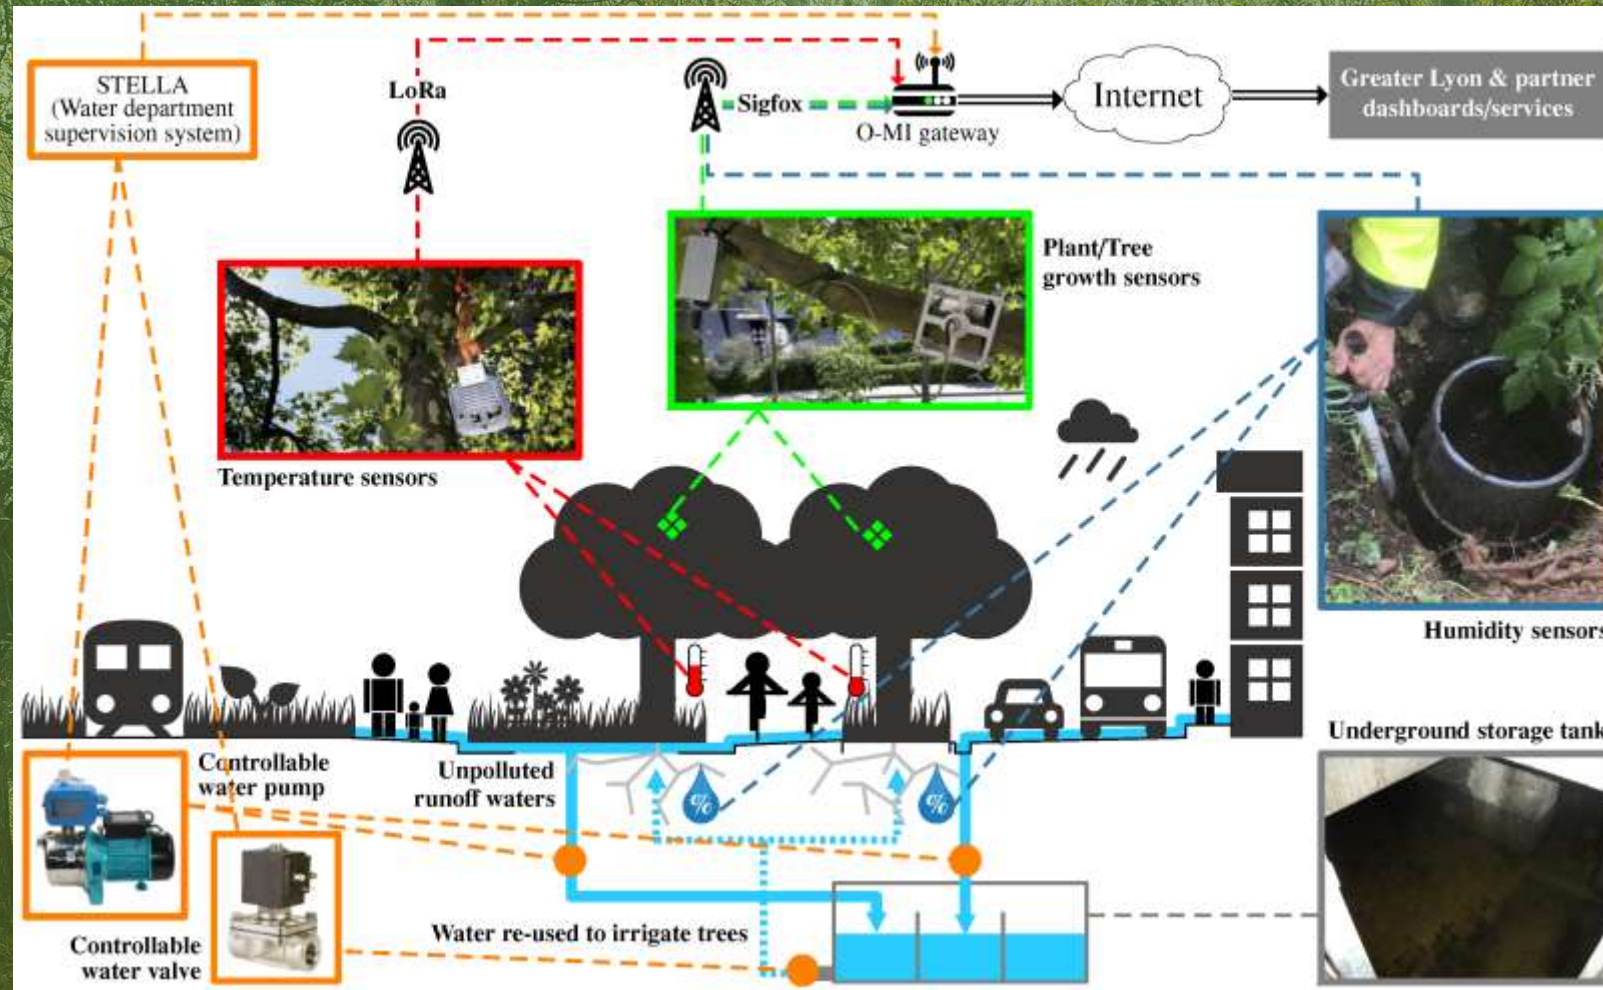 STELLA
(Water department
supervision system)
LoRa
Sigfox
O-MI gateway
Internet
Greater Lyon & partner
dashboards/services
Plant/Tree
growth sensors
Temperature sensors
Humidity sensors
Controllable
water pump
Unpolluted
runoff waters
%
%
Underground storage tank
Controllable
water valve
Water re-used to irrigate trees